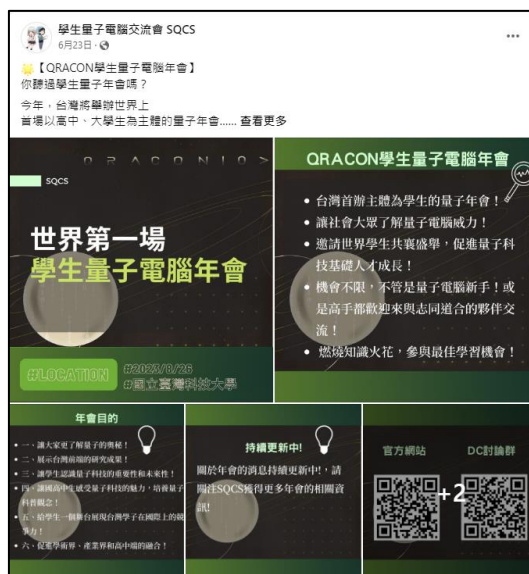 學生量子電腦交流會 SQCS
6月23日
【QRACON學生量子電腦年會】
你聽過學生量子年會嗎？
今年，台灣將舉辦世界上
首場以高中、大學生為主體的量子年會...... 查看更多
SQCS
世界第一場
學生量子電腦年會
#LOCATION
#2023/8/26
#國立臺灣科技大學
QRACON學生量子電腦年會
• 台灣首辦主體為學生的量子年會！
• 讓社會大眾了解量子電腦威力！
• 邀請世界學生共襄盛舉，促進量子科
技基礎人才成長！
• 機會不限，不管是量子電腦新手！或
是高手都歡迎來與志同道合的夥伴交
流！
• 燃燒知識火花，參與最佳學習機會！
年會目的
• 一、讓大家更了解量子的奧秘！
• 二、展示台灣前端的研究成果！
• 三、讓學生認識量子科技的重要性和未來性！
• 四、讓國高中生感受量子科技的魅力，培養量子
科普觀念！
• 五、給學生一個舞台展現台灣學子在國際上的競
爭力！
• 六、促進學術界、產業界和高中端的融合！
持續更新中!
關於年會的消息持續更新中!，請
關注SQCS獲得更多年會的相關資
訊!
官方網站
DC討論群
+2